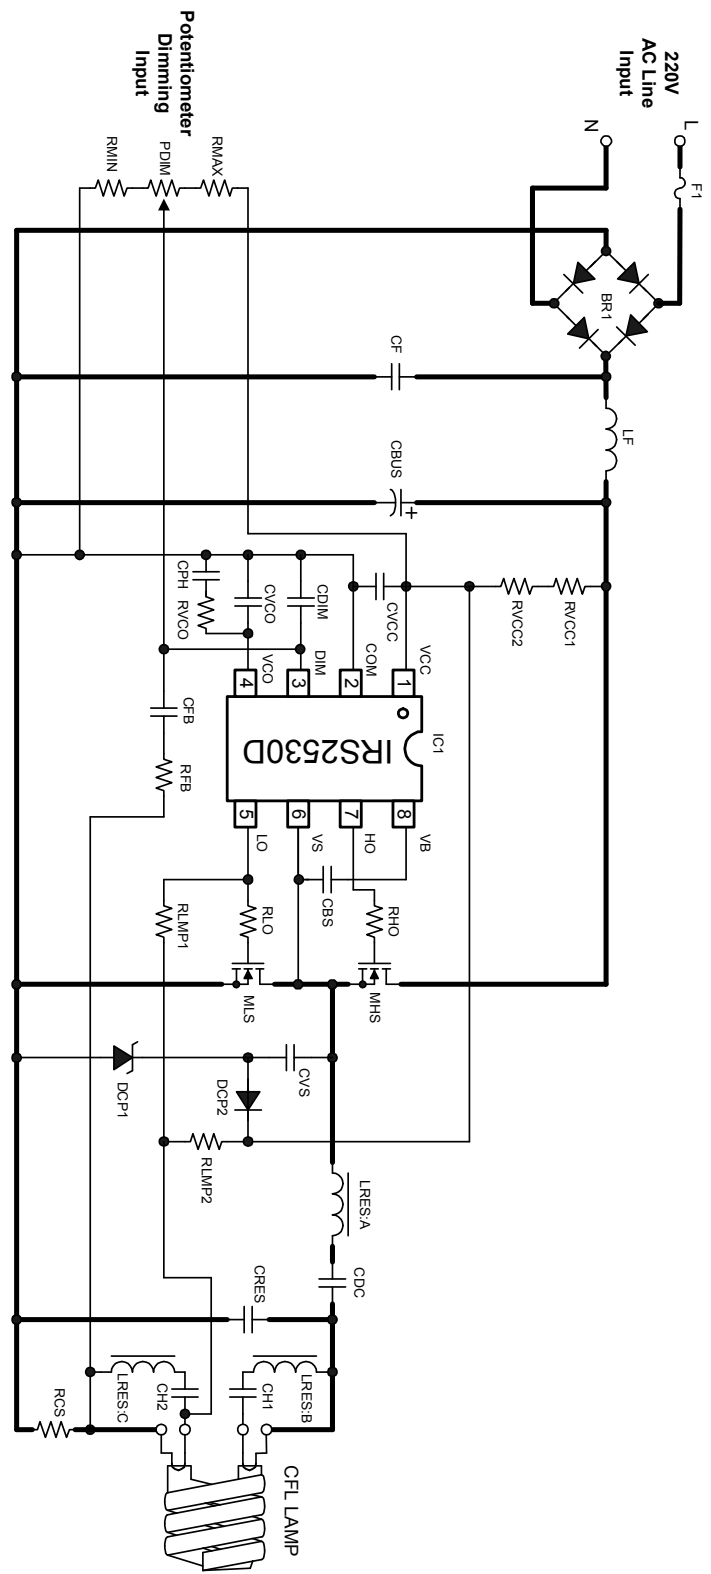 220V
AC Line
Input
L
N
F1
BR1
Potentiometer
Dimming
Input
RMAX
PDIM
RMIN
CF
LF
CBUS
+
RVCC1
RVCC2
CVCC
CDIM
CVCO
CPH
RVCO
VCC
COM
DIM
VCO
1
2
3
4
IC1
IRS2530D
8
7
6
5
VB
HO
VS
LO
CFB
RFB
CBS
RHO
RLO
RLMP1
MHS
MLS
CVS
DCP1
DCP2
RLMP2
LRES:A
CDC
CRES
LRES:B
CH1
LRES:C
CH2
RCS
CFL LAMP